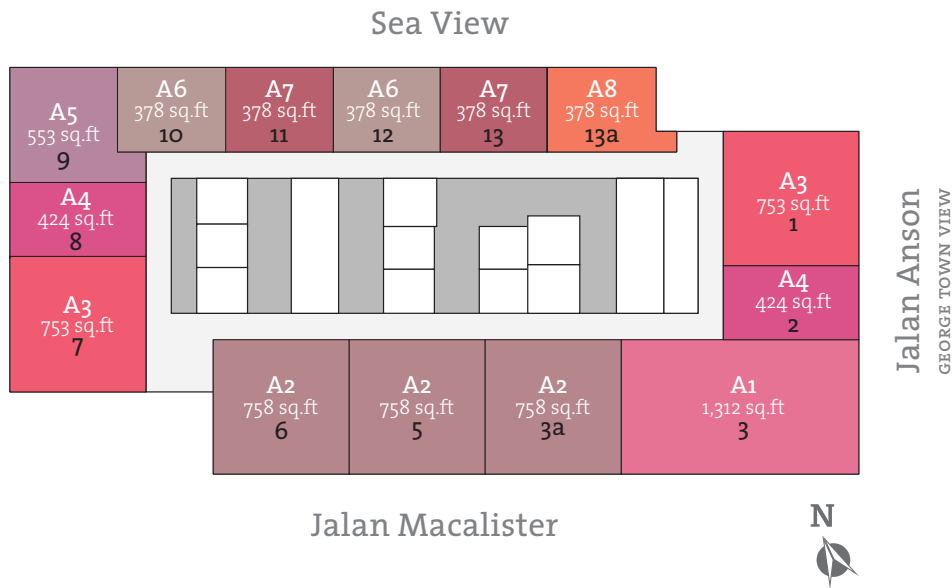 Sea View
A5
553 sq.ft
9
A6
378 sq.ft
10
A7
378 sq.ft
11
A6
378 sq.ft
12
A7
378 sq.ft
13
A8
378 sq.ft
13a
A4
424 sq.ft
8
A3
753 sq.ft
7
A3
753 sq.ft
1
A4
424 sq.ft
2
A2
758 sq.ft
6
A2
758 sq.ft
5
A2
758 sq.ft
3a
A1
1,312 sq.ft
3
Jalan Anson
GEORGE TOWN VIEW
Jalan Macalister
N